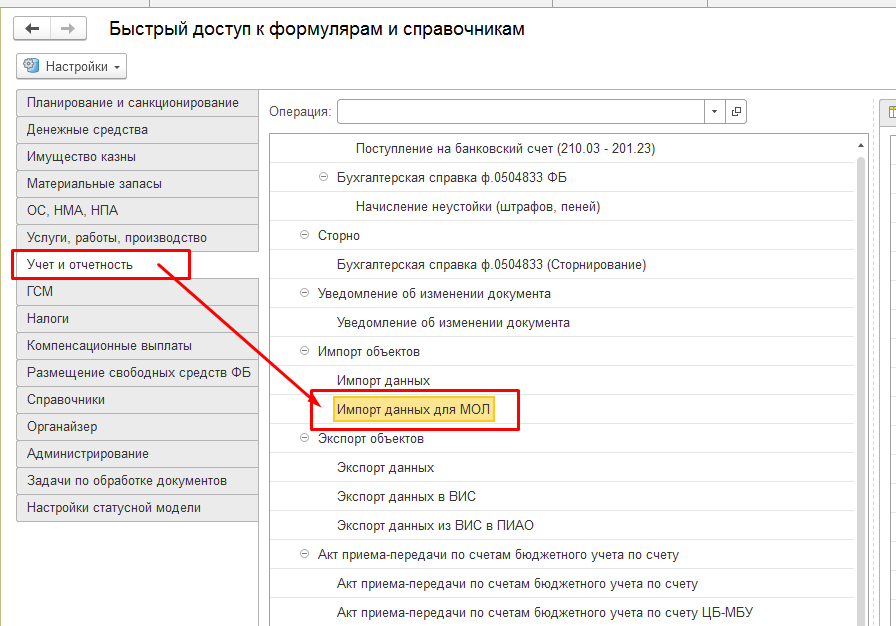 Быстрый доступ к формулярам и справочникам
Настройки
Планирование и санкционирование
Денежные средства
Имущество казны
Материальные запасы
ОС, НМА, НПА
Услуги, работы, производство
Учет и отчетность
ГСМ
Налоги
Компенсационные выплаты
Размещение свободных средств ФБ
Справочники
Органайзер
Администрирование
Задачи по обработке документов
Настройки статусной модели
Операция:
Поступление на банковский счет (210.03 - 201.23)
Бухгалтерская справка ф.0504833 ФБ
Начисление неустойки (штрафов, пеней)
Сторно
Бухгалтерская справка ф.0504833 (Сторнирование)
Уведомление об изменении документа
Уведомление об изменении документа
Импорт объектов
Импорт данных
Импорт данных для МОЛ
Экспорт объектов
Экспорт данных
Экспорт данных в ВИС
Экспорт данных из ВИС в ПИАО
Акт приема-передачи по счетам бюджетного учета по счету
Акт приема-передачи по счетам бюджетного учета по счету
Акт приема-передачи по счетам бюджетного учета по счету ЦБ-МБУ